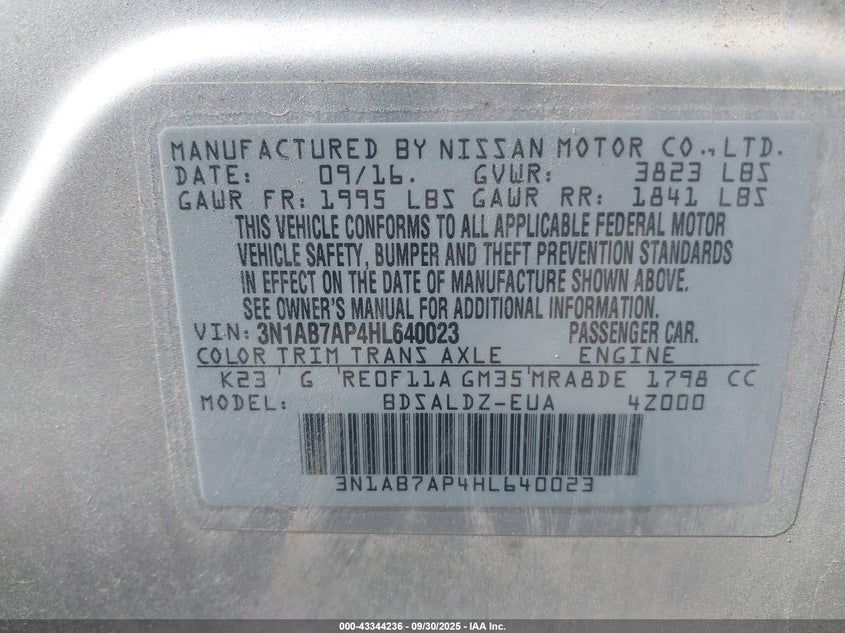 MANUFACTURED BY NISSAN MOTOR CO., LTD.
DATE: 09/16. GVWR: 3823 LBS
GAWR FR: 1995 LBS GAWR RR: 1841 LBS
THIS VEHICLE CONFORMS TO ALL APPLICABLE FEDERAL MOTOR
VEHICLE SAFETY, BUMPER AND THEFT PREVENTION STANDARDS
IN EFFECT ON THE DATE OF MANUFACTURE SHOWN ABOVE.
SEE OWNER'S MANUAL FOR ADDITIONAL INFORMATION.
VIN: 3N1AB7AP4HL640023 PASSENGER CAR.
COLOR TRIM TRANS AXLE ENGINE
K23 G RE0F11A GM35 MRA8DE 1798 CC
MODEL: BDSALDZ-EUA 4Z000
3N1AB7AP4HL640023
000-43344236 - 09/30/2025 - IAA Inc.